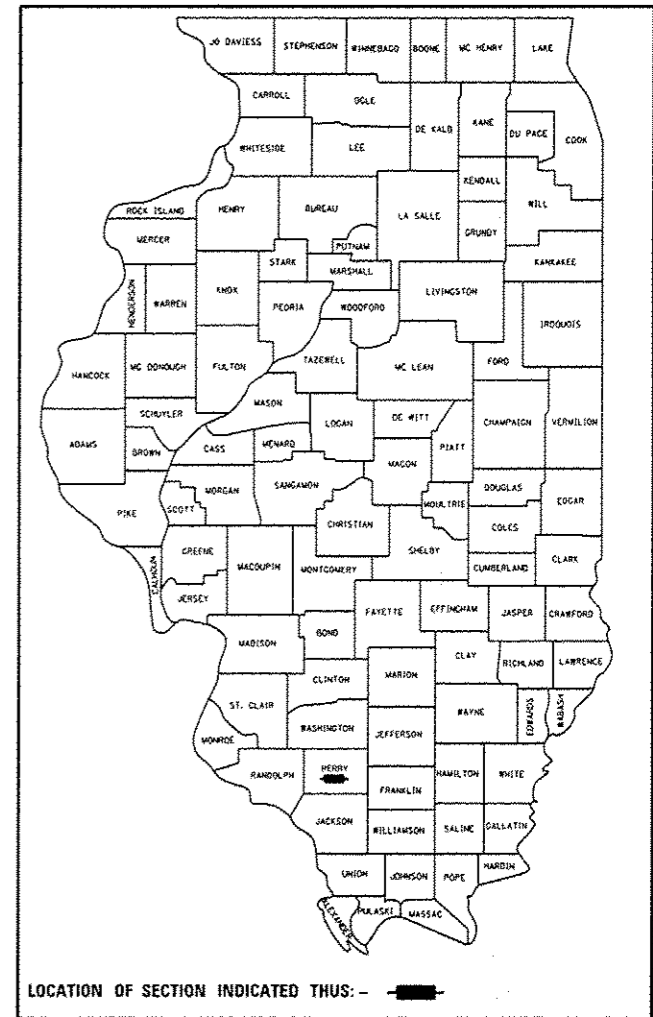 JO DAVIESS STEPHENSON WINNEBAGO BOONE MC HENRY LAKE
CARROLL OGLE DE KALB KANE DU PAGE COOK
WHITESIDE LEE KENDALL WILL
ROCK ISLAND HENRY BUREAU LA SALLE GRUNDY
MERCER PUTNAM KANKAKEE
STARK MARSHALL
HENDERSON WARREN KNOX PEORIA WOODFORD LIVINGSTON IROQUOIS
HANCOCK MC DONOUGH FULTON TAZEWELL MC LEAN FORD
SCHUYLER MASON LOGAN DE WITT CHAMPAIGN VERMILION
ADAMS BROWN CASS MENARD MACON PIATT
PIKE SCOTT MORGAN SANGAMON CHRISTIAN MOULTRIE DOUGLAS EDGAR
COLES
CALHOUN GREENE MACOUPIN MONTGOMERY SHELBY CUMBERLAND CLARK
JERSEY FAYETTE EFFINGHAM JASPER CRAWFORD
MADISON BOND CLAY RICHLAND LAWRENCE
CLINTON MARION
ST. CLAIR WASHINGTON WAYNE EDWARDS WABASH
MONROE JEFFERSON
RANDOLPH PERRY HAMILTON WHITE
FRANKLIN
JACKSON WILLIAMSON SALINE GALLATIN
UNION JOHNSON POPE HARDIN
ALEXANDER PULASKI MASSAC
LOCATION OF SECTION INDICATED THUS: -